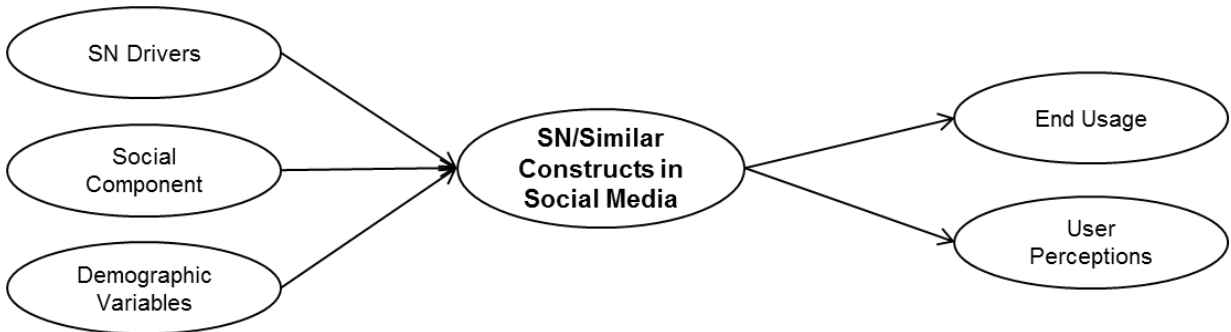 SN Drivers
Social
Component
Demographic
Variables
SN/Similar
Constructs in
Social Media
End Usage
User
Perceptions